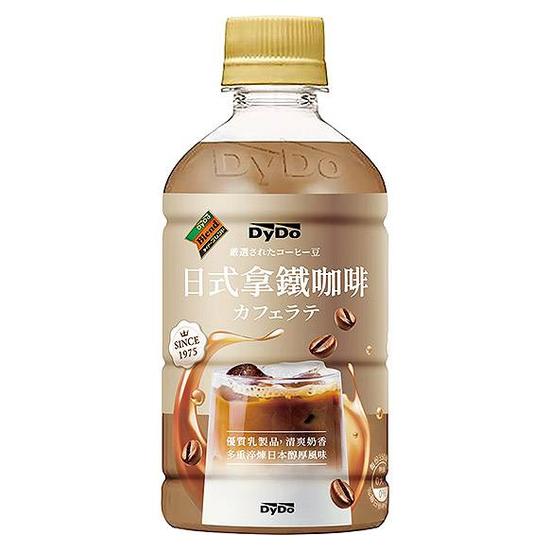 DyDo
DyDo
Blend
DyDo
厳選されたコーヒー豆
日式拿鐵咖啡
カフェラテ
SINCE
1975
優質乳製品，清爽奶香
多重淬煉日本醇厚風味
DyDo